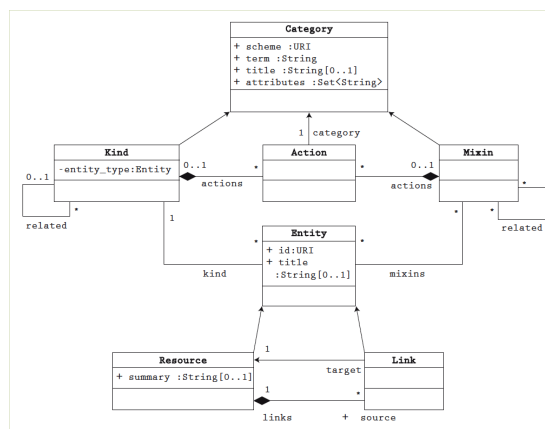 Category
+ scheme :URI
+ term :String
+ title :String[0..1]
+ attributes :Set<String>
1 category
Kind
-entity_type:Entity
Action
Mixin
0..1
0..1
*
*
0..1
*
actions
actions
*
related
*
related
1
*
*
*
kind
mixins
Entity
+ id:URI
+ title
:String[0..1]
Resource
+ summary :String[0..1]
Link
1
target
1
*
links
+ source